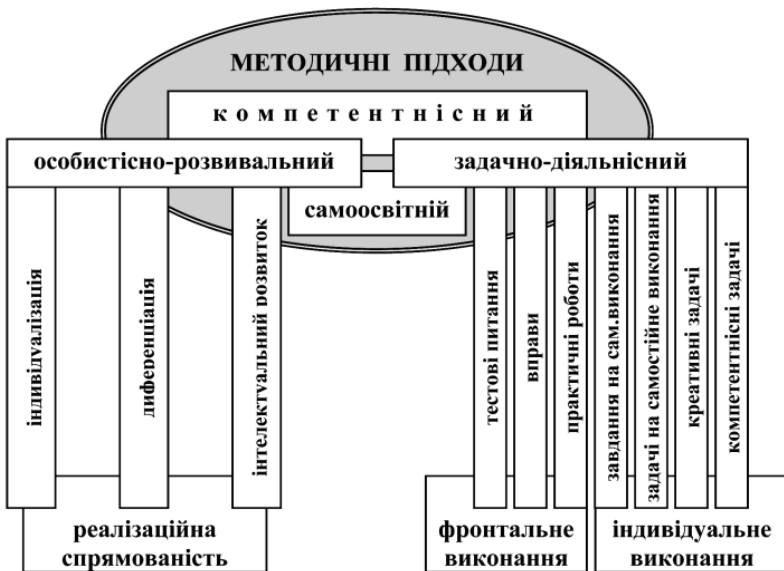 МЕТОДИЧНІ ПІДХОДИ
компетентнісний
особистісно-розвивальний
задачно-діяльнісний
самоосвітній
індивідуалізація
диференціація
інтелектуальний розвиток
тестові питання
вправи
практичні роботи
завдання на сам.виконання
задачі на самостійне виконання
креативні задачі
компетентнісні задачі
реалізаційна
спрямованість
фронтальне
виконання
індивідуальне
виконання